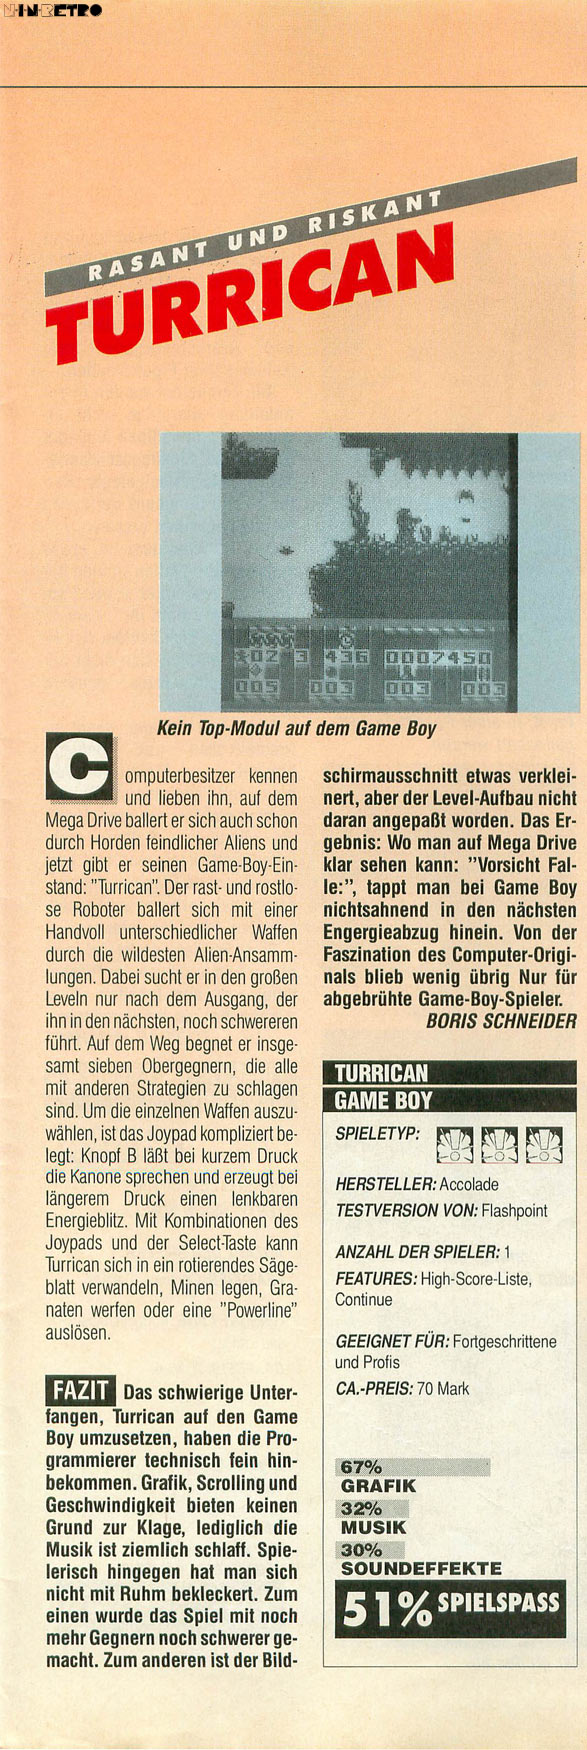 N-I-N-RETRO
RASANT UND RISKANT
TURRICAN
02 3 436 0007450
005 003 003 003
Kein Top-Modul auf dem Game Boy
Computerbesitzer kennen
und lieben ihn, auf dem
Mega Drive ballert er sich auch schon
durch Horden feindlicher Aliens und
jetzt gibt er seinen Game-Boy-Ein-
stand: "Turrican". Der rast- und rostlo-
se Roboter ballert sich mit einer
Handvoll unterschiedlicher Waffen
durch die wildesten Alien-Ansamm-
lungen. Dabei sucht er in den großen
Leveln nur nach dem Ausgang, der
ihn in den nächsten, noch schwereren
führt. Auf dem Weg begnet er insge-
samt sieben Obergegnern, die alle
mit anderen Strategien zu schlagen
sind. Um die einzelnen Waffen auszu-
wählen, ist das Joypad kompliziert be-
legt: Knopf B läßt bei kurzem Druck
die Kanone sprechen und erzeugt bei
längerem Druck einen lenkbaren
Energieblitz. Mit Kombinationen des
Joypads und der Select-Taste kann
Turrican sich in ein rotierendes Säge-
blatt verwandeln, Minen legen, Gra-
naten werfen oder eine "Powerline"
auslösen.
FAZIT Das schwierige Unter-
fangen, Turrican auf den Game
Boy umzusetzen, haben die Pro-
grammierer technisch fein hin-
bekommen. Grafik, Scrolling und
Geschwindigkeit bieten keinen
Grund zur Klage, lediglich die
Musik ist ziemlich schlaff. Spie-
lerisch hingegen hat man sich
nicht mit Ruhm bekleckert. Zum
einen wurde das Spiel mit noch
mehr Gegnern noch schwerer ge-
macht. Zum anderen ist der Bild-
schirmausschnitt etwas verklei-
nert, aber der Level-Aufbau nicht
daran angepaßt worden. Das Er-
gebnis: Wo man auf Mega Drive
klar sehen kann: "Vorsicht Fal-
le:", tappt man bei Game Boy
nichtsahnend in den nächsten
Engergieabzug hinein. Von der
Faszination des Computer-Origi-
nals blieb wenig übrig Nur für
abgebrühte Game-Boy-Spieler.
BORIS SCHNEIDER
TURRICAN
GAME BOY
SPIELETYP:
HERSTELLER: Accolade
TESTVERSION VON: Flashpoint
ANZAHL DER SPIELER: 1
FEATURES: High-Score-Liste,
Continue
GEEIGNET FÜR: Fortgeschrittene
und Profis
CA.-PREIS: 70 Mark
67%
GRAFIK
32%
MUSIK
30%
SOUNDEFFEKTE
51% SPIELSPASS